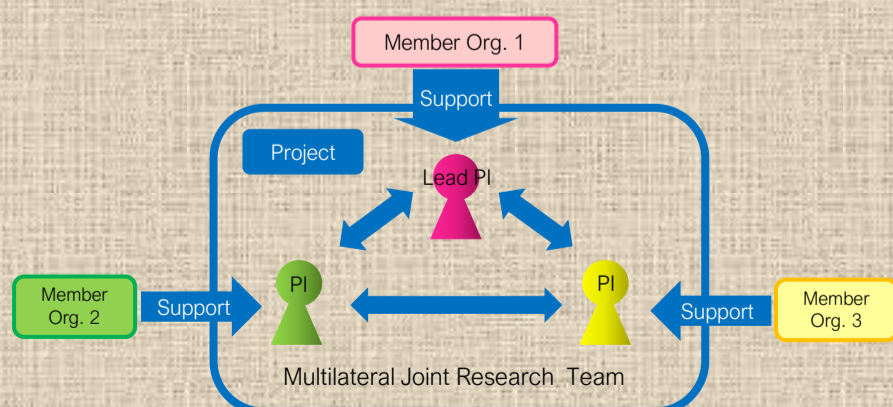 Member Org. 1
Support
Project
Lead PI
PI
PI
Member
Org. 2
Support
Support
Member
Org. 3
Multilateral Joint Research Team